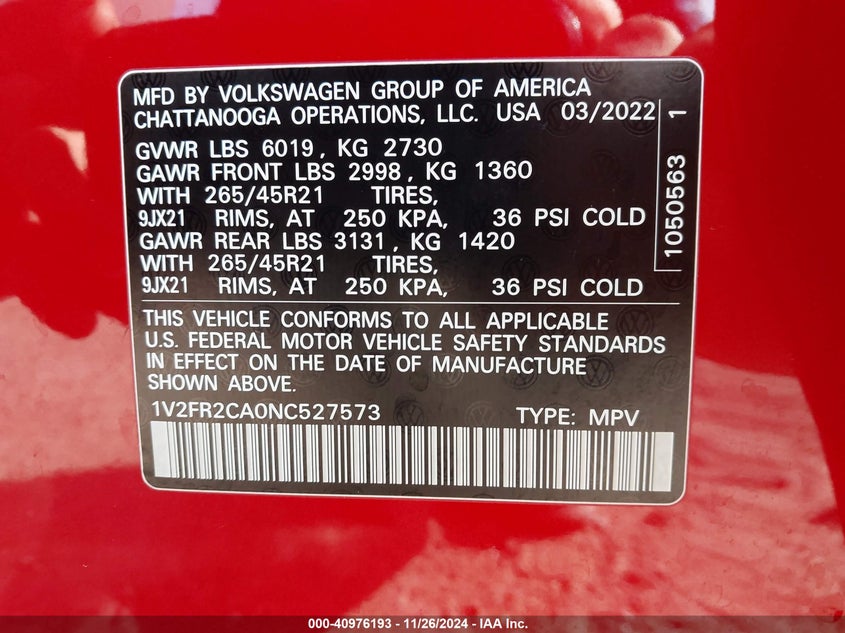 MFD BY VOLKSWAGEN GROUP OF AMERICA
CHATTANOOGA OPERATIONS, LLC. USA 03/2022
GVWR LBS 6019, KG 2730
GAWR FRONT LBS 2998, KG 1360
WITH 265/45R21 TIRES,
9JX21 RIMS, AT 250 KPA, 36 PSI COLD
GAWR REAR LBS 3131, KG 1420
WITH 265/45R21 TIRES,
9JX21 RIMS, AT 250 KPA, 36 PSI COLD
1050563 1
THIS VEHICLE CONFORMS TO ALL APPLICABLE
U.S. FEDERAL MOTOR VEHICLE SAFETY STANDARDS
IN EFFECT ON THE DATE OF MANUFACTURE
SHOWN ABOVE.
1V2FR2CA0NC527573 TYPE: MPV
000-40976193 - 11/26/2024 - IAA Inc.